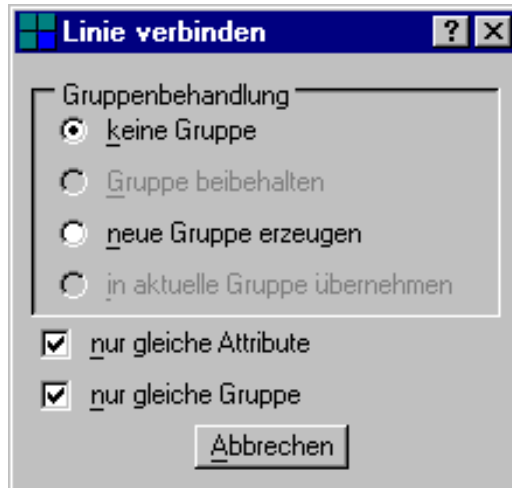 Linie verbinden
Gruppenbehandlung
keine Gruppe
Gruppe beibehalten
neue Gruppe erzeugen
in aktuelle Gruppe übernehmen
nur gleiche Attribute
nur gleiche Gruppe
Abbrechen